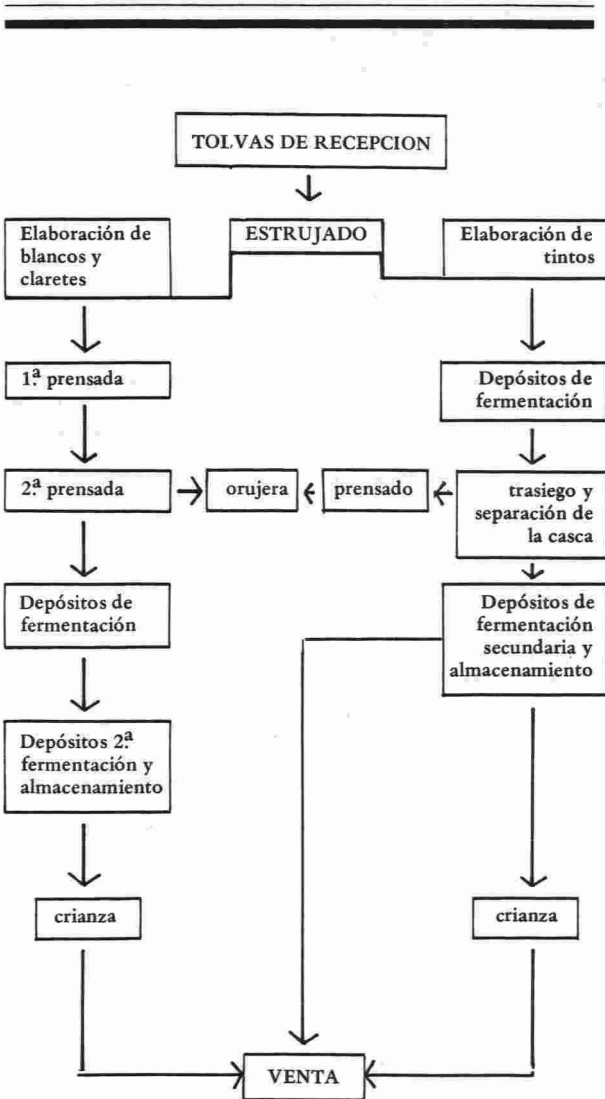 TOLVAS DE RECEPCION
Elaboración de
blancos y
claretes
ESTRUJADO
Elaboración de
tintos
1.ª prensada
Depósitos de
fermentación
2.ª prensada
orujera
prensado
trasiego y
separación de
la casca
Depósitos de
fermentación
Depósitos de
fermentación
secundaria y
almacenamiento
Depósitos 2.ª
fermentación y
almacenamiento
crianza
crianza
VENTA